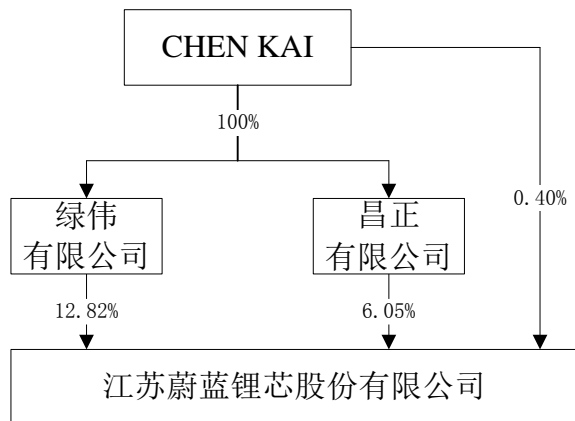 CHEN KAI
100%
绿伟
有限公司
昌正
有限公司
0.40%
12.82%
6.05%
江苏蔚蓝锂芯股份有限公司